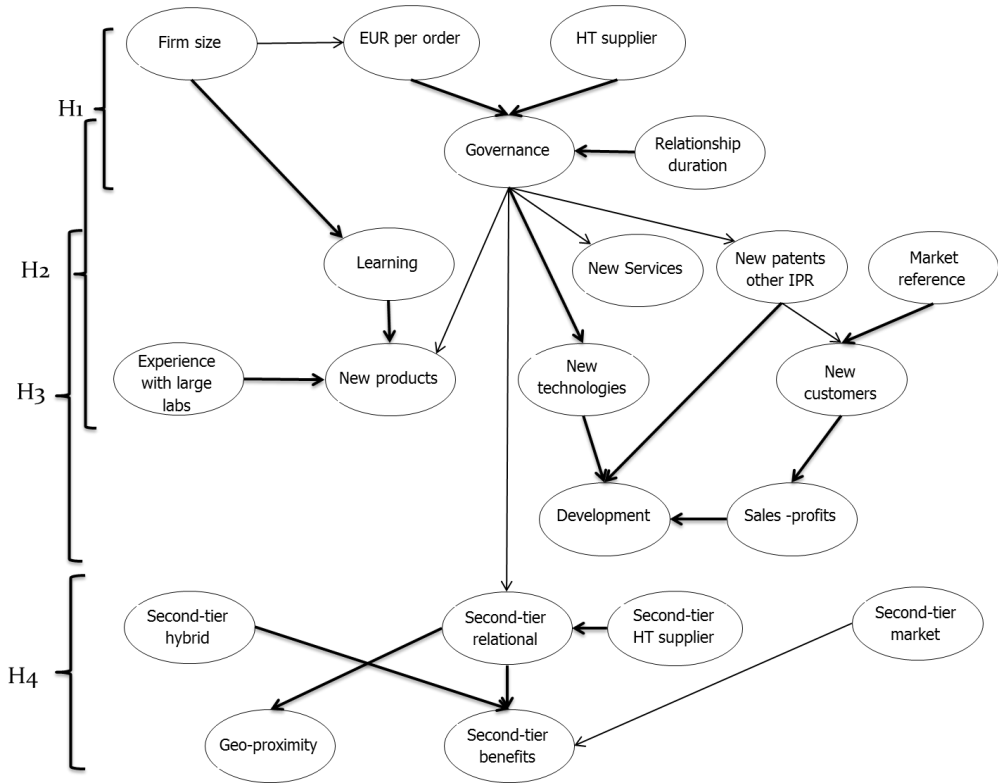 Firm size
EUR per order
HT supplier
H1
Governance
Relationship
duration
H2
Learning
New Services
New patents
other IPR
Market
reference
H3
Experience
with large
labs
New products
New
technologies
New
customers
Development
Sales -profits
H4
Second-tier
hybrid
Second-tier
relational
Second-tier
HT supplier
Second-tier
market
Geo-proximity
Second-tier
benefits